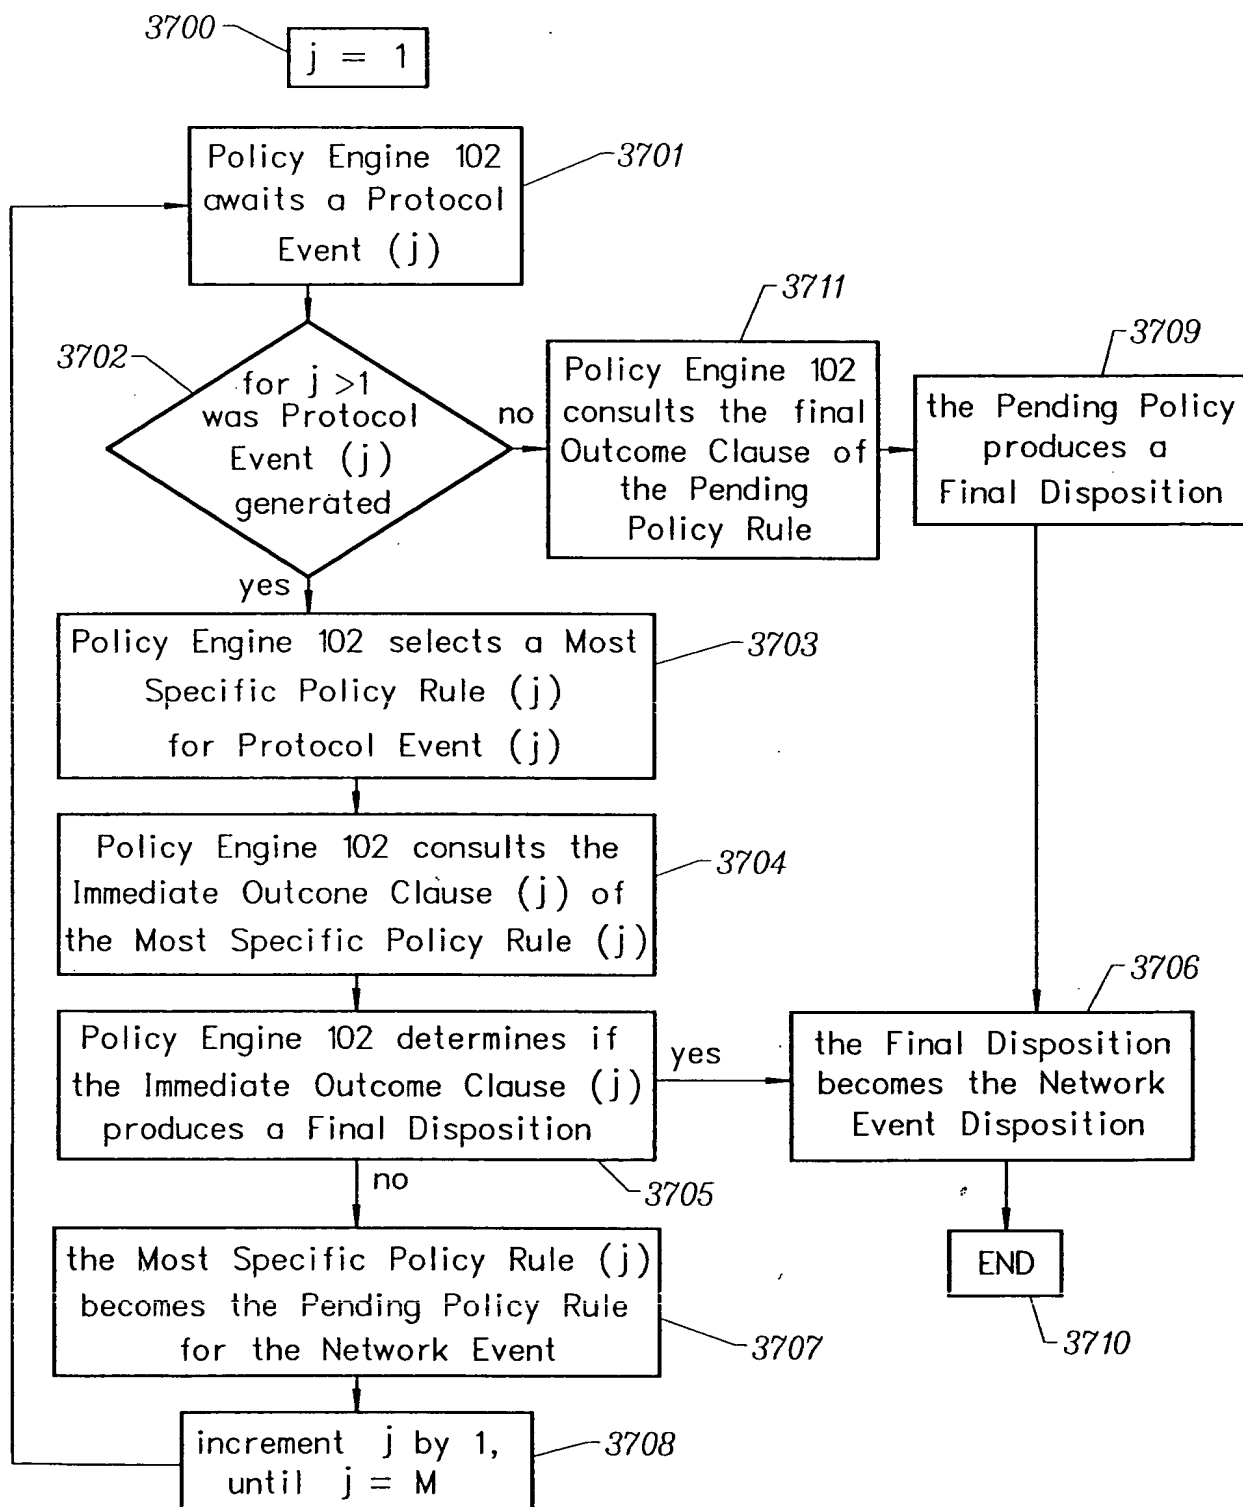 3700
j = 1
Policy Engine 102
awaits a Protocol
Event (j)
3701
3702
for j >1
was Protocol
Event (j)
generated
no
yes
3711
Policy Engine 102
consults the final
Outcome Clause of
the Pending
Policy Rule
3709
the Pending Policy
produces a
Final Disposition
Policy Engine 102 selects a Most
Specific Policy Rule (j)
for Protocol Event (j)
3703
Policy Engine 102 consults the
Immediate Outcone Clause (j) of
the Most Specific Policy Rule (j)
3704
Policy Engine 102 determines if
the Immediate Outcome Clause (j)
produces a Final Disposition
3705
yes
no
3706
the Final Disposition
becomes the Network
Event Disposition
END
3710
the Most Specific Policy Rule (j)
becomes the Pending Policy Rule
for the Network Event
3707
increment j by 1,
until j = M
3708